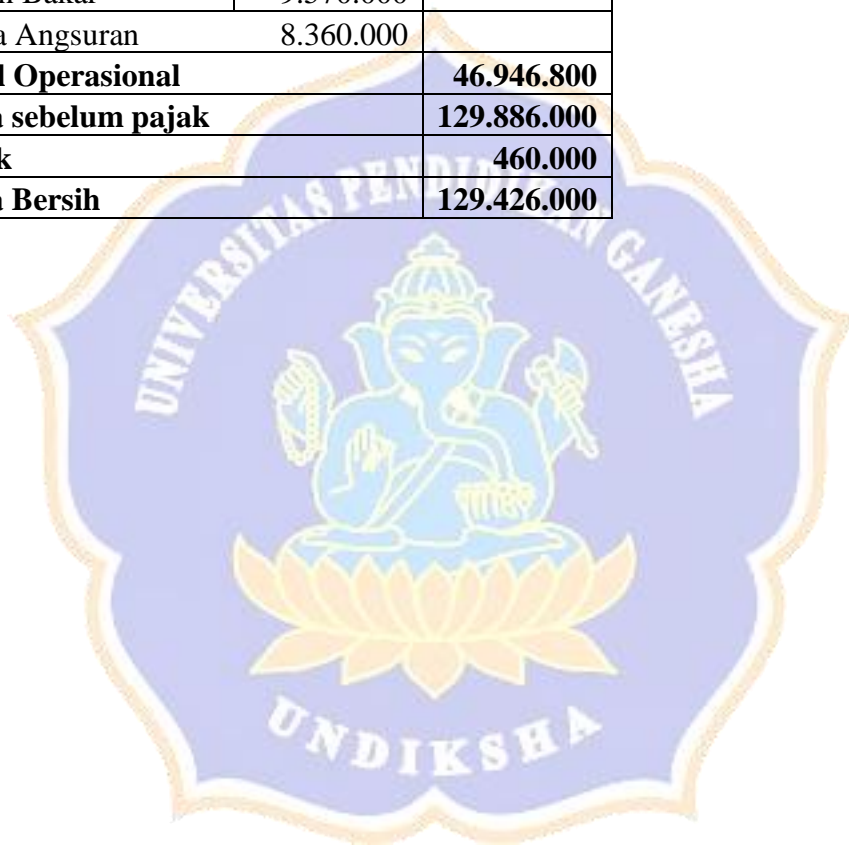 n Bakar
a Angsuran 8.360.000
l Operasional 46.946.800
a sebelum pajak 129.886.000
k 460.000
a Bersih 129.426.000
UNIVERSITAS PENDIDIKAN GANESHA
UNDIKSHA